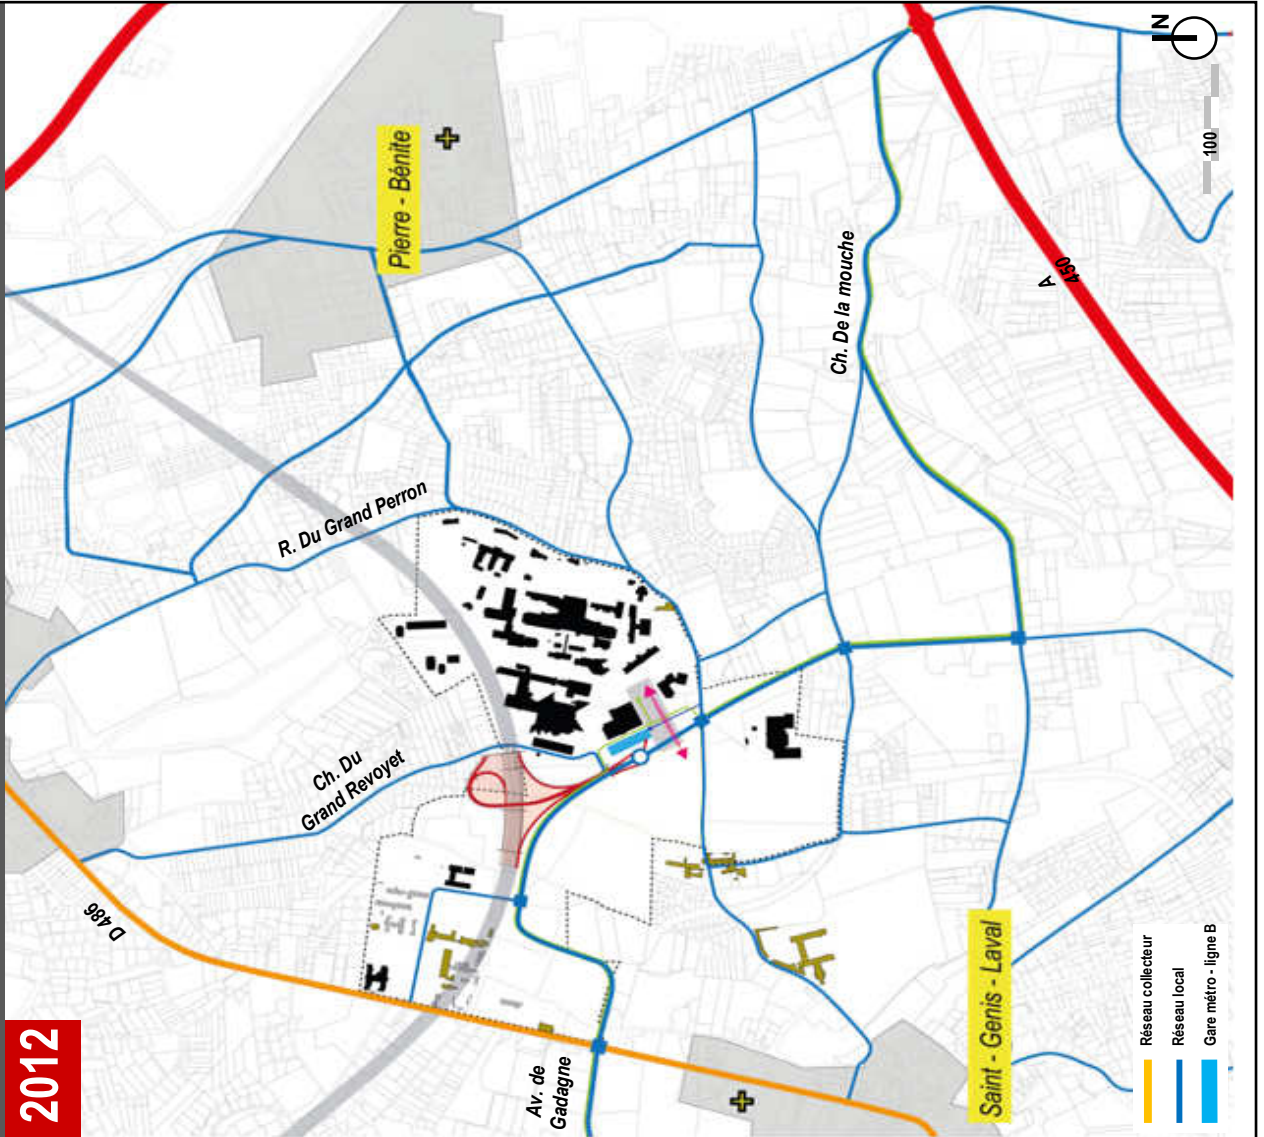 2012
D 486
Av. de
Gadagne
Ch. Du
Grand Revoyet
R. Du Grand Perron
Pierre - Bénite
Ch. De la mouche
A
450
Saint - Genis - Laval
N
100
Réseau collecteur
Réseau local
Gare métro - ligne B